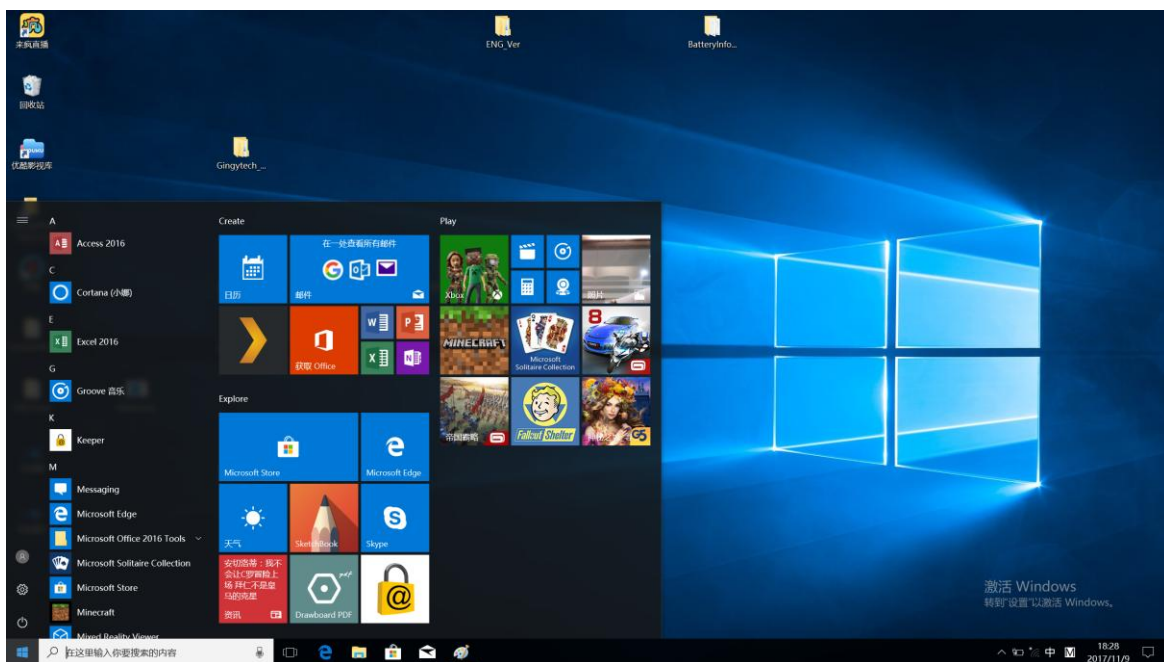 来疯直播
回收站
优酷影视库
ENG_Ver
BatteryInfo...
Gingytech_...
A
Access 2016
C
Cortana (小娜)
E
Excel 2016
G
Groove 音乐
K
Keeper
M
Messaging
Microsoft Edge
Microsoft Office 2016 Tools
Microsoft Solitaire Collection
Microsoft Store
Minecraft
Mixed Reality Viewer
Create
日历
在一处查看所有邮件
邮件
获取 Office
Explore
Microsoft Store
Microsoft Edge
天气
SketchBook
Skype
安切洛蒂：我不
会让C罗冒险上
场 拜仁不是皇
马的克星
资讯
Drawboard PDF
Play
Xbox
照片
MINECRAFT
Microsoft
Solitaire Collection
8
帝国霸略
Fallout Shelter
G5
激活 Windows
转到"设置"以激活 Windows。
在这里输入你要搜索的内容
中
M
18:28
2017/11/9